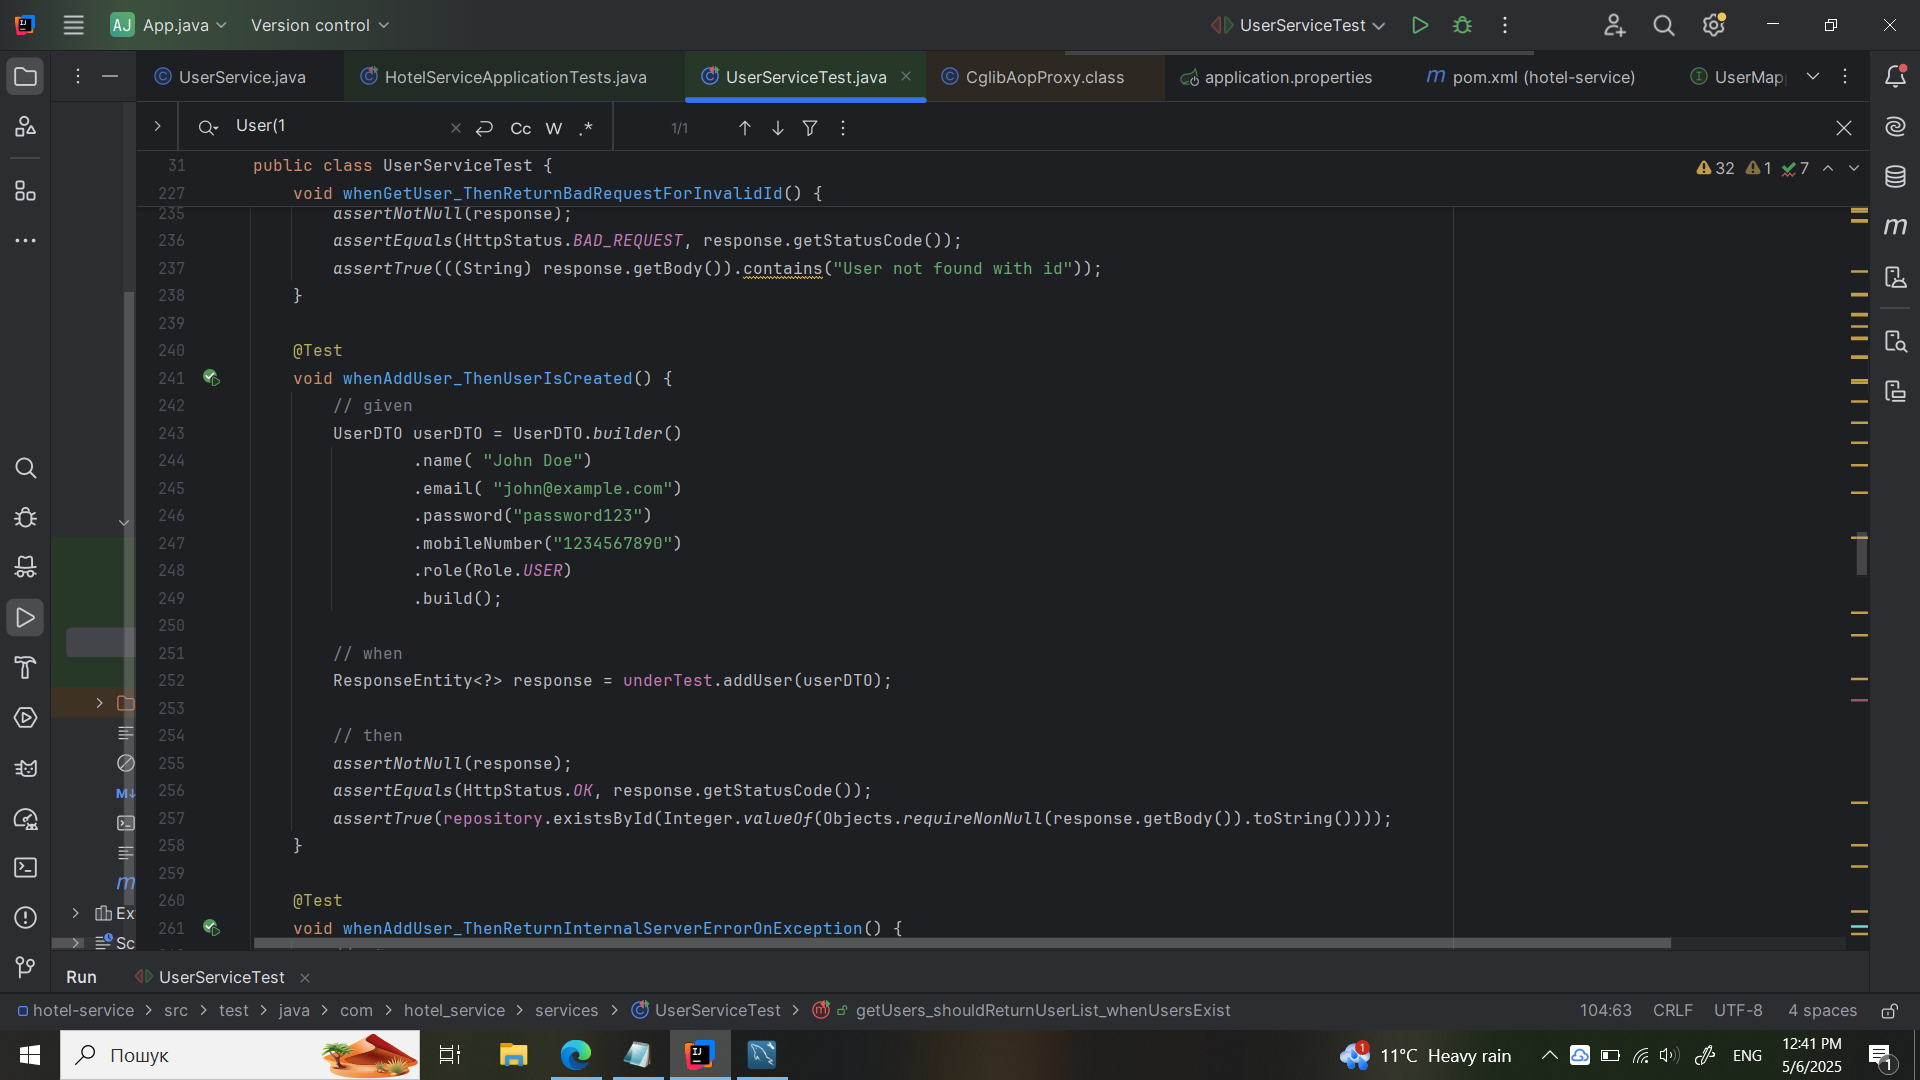 AJ App.java Version control UserServiceTest
UserService.java HotelServiceApplicationTests.java UserServiceTest.java CglibAopProxy.class application.properties m pom.xml (hotel-service) UserMap
User(1 Cc W .* 1/1
31 public class UserServiceTest { 32 1 7
227 void whenGetUser_ThenReturnBadRequestForInvalidId() {
235 assertNotNull(response);
236 assertEquals(HttpStatus.BAD_REQUEST, response.getStatusCode());
237 assertTrue(((String) response.getBody()).contains("User not found with id"));
238 }
239
240 @Test
241 void whenAddUser_ThenUserIsCreated() {
242 // given
243 UserDTO userDTO = UserDTO.builder()
244 .name( "John Doe")
245 .email( "john@example.com")
246 .password("password123")
247 .mobileNumber("1234567890")
248 .role(Role.USER)
249 .build();
250
251 // when
252 ResponseEntity<?> response = underTest.addUser(userDTO);
253
254 // then
255 assertNotNull(response);
256 assertEquals(HttpStatus.OK, response.getStatusCode());
257 assertTrue(repository.existsById(Integer.valueOf(Objects.requireNonNull(response.getBody()).toString())));
258 }
259
260 @Test
261 void whenAddUser_ThenReturnInternalServerErrorOnException() {
Ex
Sc
Run UserServiceTest
hotel-service > src > test > java > com > hotel_service > services > UserServiceTest > getUsers_shouldReturnUserList_whenUsersExist 104:63 CRLF UTF-8 4 spaces
Пошук 1 11°C Heavy rain ENG 12:41 PM
5/6/2025 1